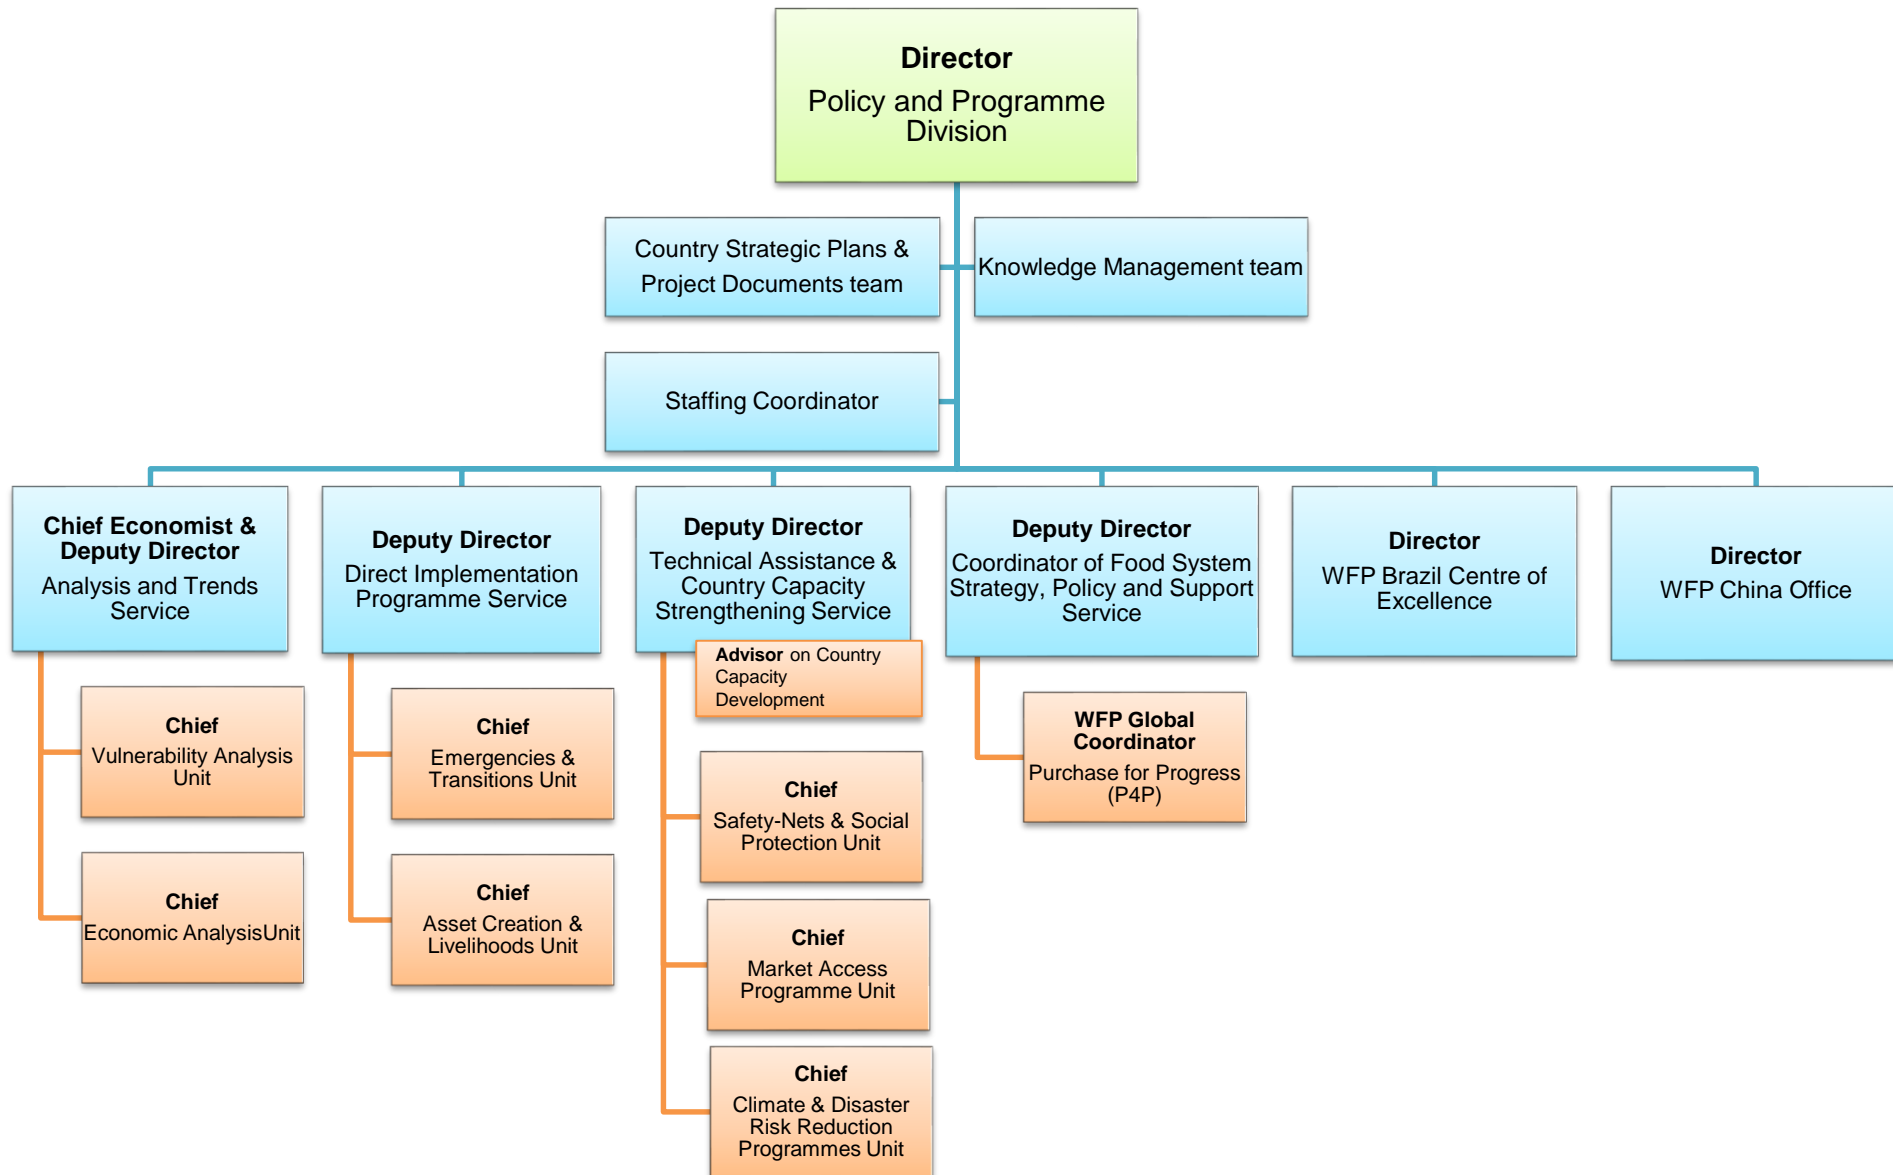 Director
Policy and Programme
Division
Country Strategic Plans &
Project Documents team
Knowledge Management team
Staffing Coordinator
Chief Economist &
Deputy Director
Analysis and Trends
Service
Deputy Director
Direct Implementation
Programme Service
Deputy Director
Technical Assistance &
Country Capacity
Strengthening Service
Advisor on Country
Capacity
Development
Deputy Director
Coordinator of Food System
Strategy, Policy and Support
Service
Director
WFP Brazil Centre of
Excellence
Director
WFP China Office
Chief
Vulnerability Analysis
Unit
Chief
Economic AnalysisUnit
Chief
Emergencies &
Transitions Unit
Chief
Asset Creation &
Livelihoods Unit
Chief
Safety-Nets & Social
Protection Unit
Chief
Market Access
Programme Unit
Chief
Climate & Disaster
Risk Reduction
Programmes Unit
WFP Global
Coordinator
Purchase for Progress
(P4P)